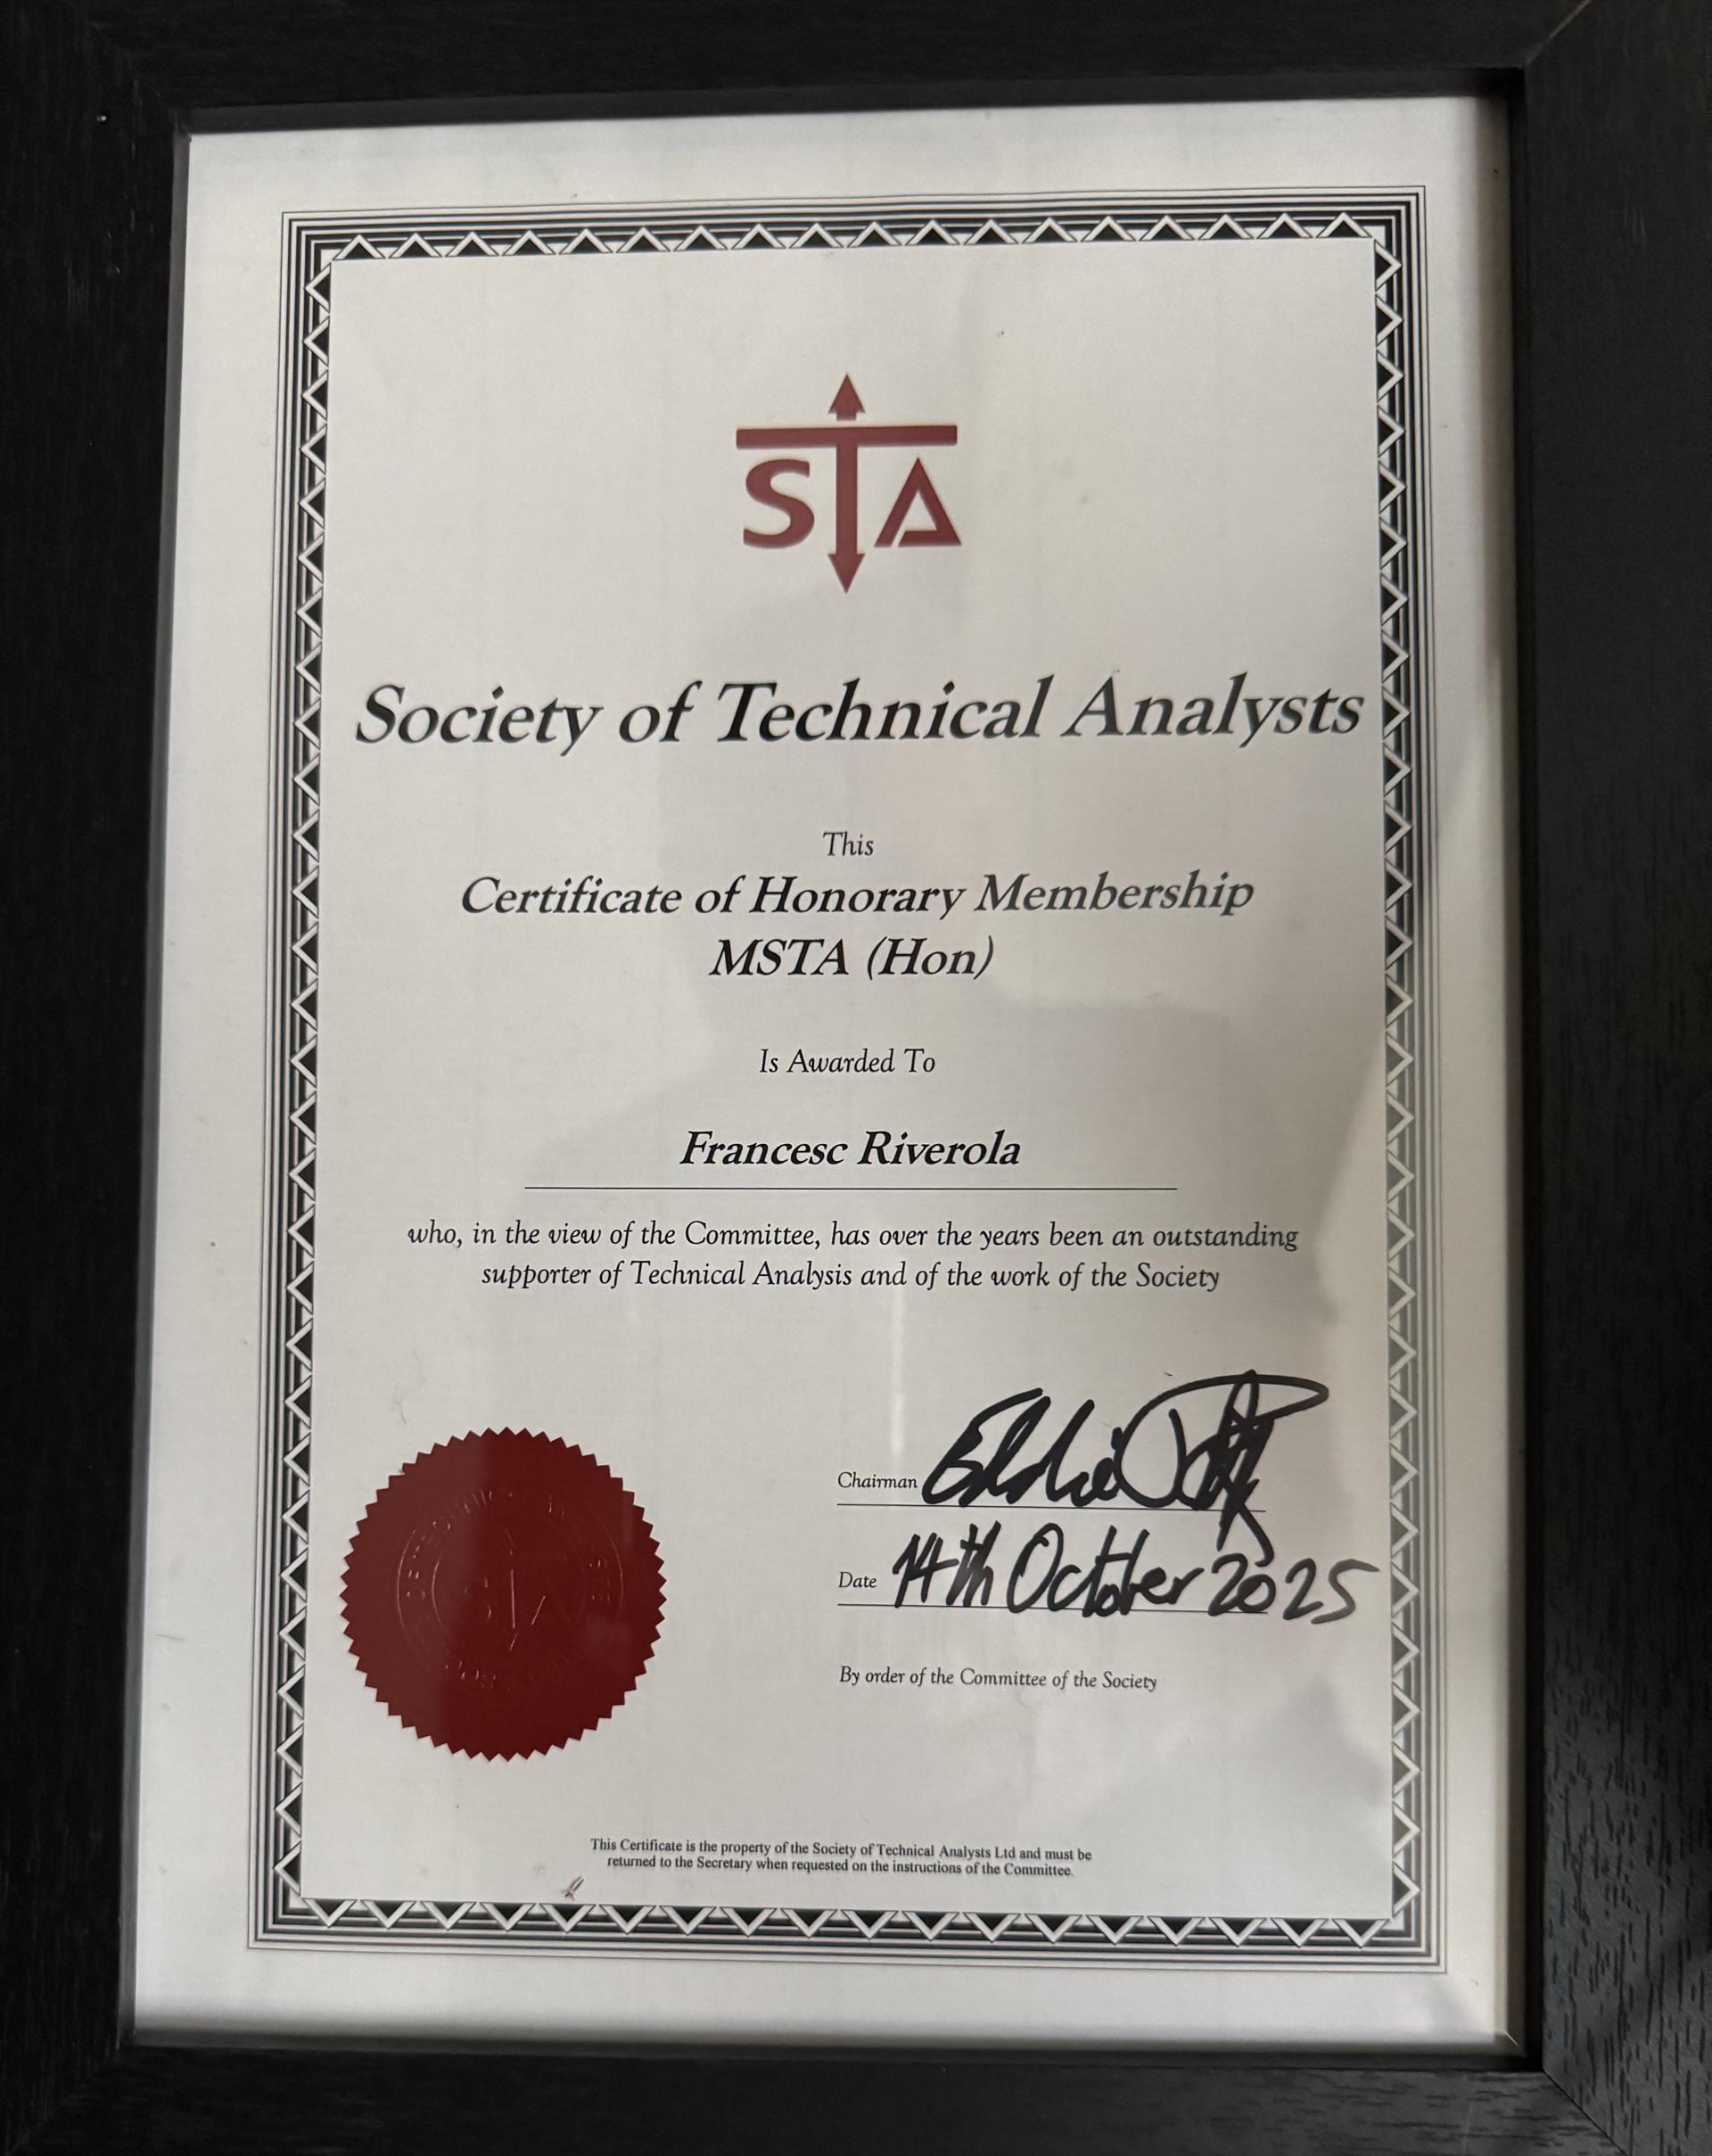 STA
Society of Technical Analysts
This
Certificate of Honorary Membership
MSTA (Hon)
Is Awarded To
Francesc Riverola
who, in the view of the Committee, has over the years been an outstanding
supporter of Technical Analysis and of the work of the Society
Chairman Eddie
Date 14th October 2025
By order of the Committee of the Society
This Certificate is the property of the Society of Technical Analysts Ltd and must be
returned to the Secretary when requested on the instructions of the Committee.